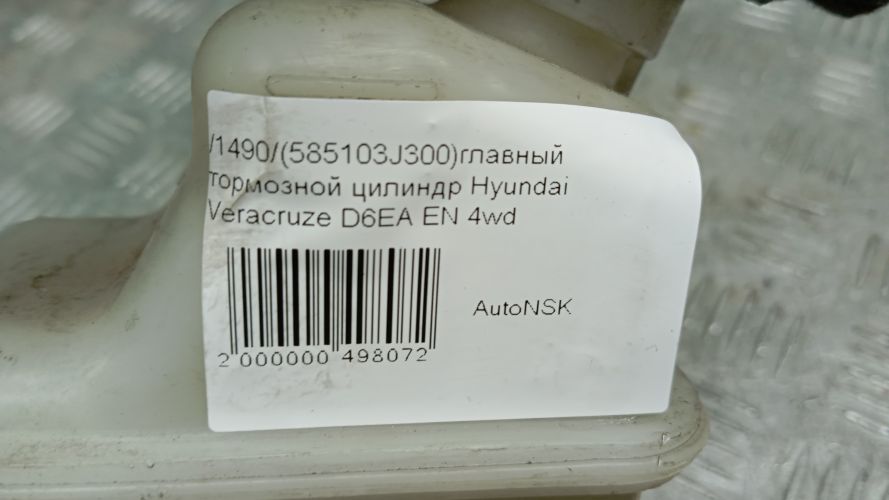 /1490/(585103J300)главный
тормозной цилиндр Hyundai
Veracruze D6EA EN 4wd
AutoNSK
2 000000 498072